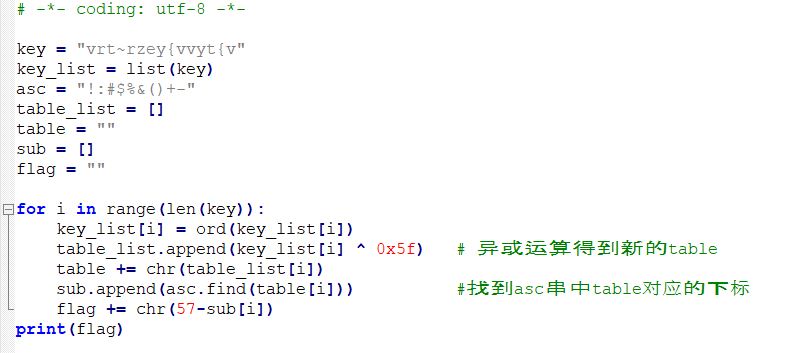 # -*- coding: utf-8 -*-
key = "vrt~rzey{vvyt{v"
key_list = list(key)
asc = "!:#$%&()+-"
table_list = []
table = ""
sub = []
flag = ""
for i in range(len(key)):
    key_list[i] = ord(key_list[i])
    table_list.append(key_list[i] ^ 0x5f)   # 异或运算得到新的table
    table += chr(table_list[i])
    sub.append(asc.find(table[i]))          #找到asc串中table对应的下标
    flag += chr(57-sub[i])
print(flag)